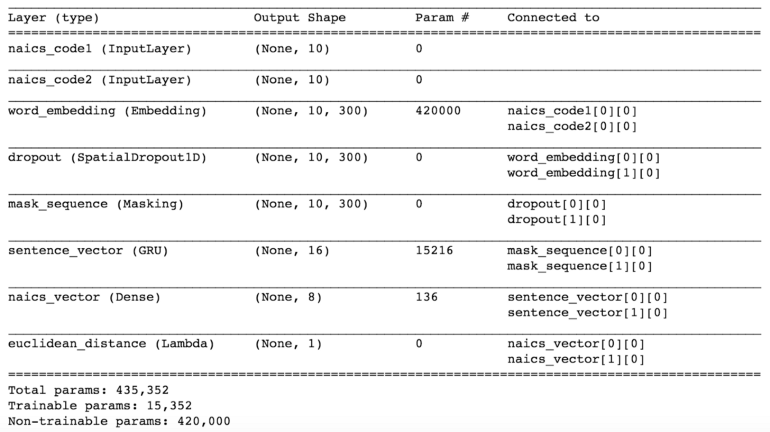 Layer (type) Output Shape Param # Connected to
naics_code1 (InputLayer) (None, 10) 0
naics_code2 (InputLayer) (None, 10) 0
word_embedding (Embedding) (None, 10, 300) 420000 naics_code1[0][0]
naics_code2[0][0]
dropout (SpatialDropout1D) (None, 10, 300) 0 word_embedding[0][0]
word_embedding[1][0]
mask_sequence (Masking) (None, 10, 300) 0 dropout[0][0]
dropout[1][0]
sentence_vector (GRU) (None, 16) 15216 mask_sequence[0][0]
mask_sequence[1][0]
naics_vector (Dense) (None, 8) 136 sentence_vector[0][0]
sentence_vector[1][0]
euclidean_distance (Lambda) (None, 1) 0 naics_vector[0][0]
naics_vector[1][0]
Total params: 435,352
Trainable params: 15,352
Non-trainable params: 420,000